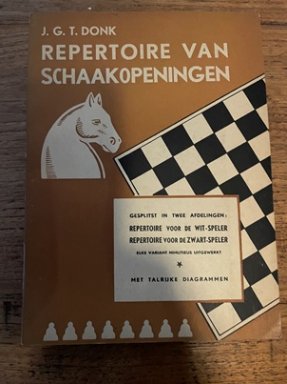 J. G. T. DONK
REPERTOIRE VAN
SCHAAKOPENINGEN
GESPLITST IN TWEE AFDELINGEN:
REPERTOIRE VOOR DE WIT-SPELER
REPERTOIRE VOOR DE ZWART-SPELER
ELKE VARIANT MINUTIEUS UITGEWERKT
MET TALRIJKE DIAGRAMMEN